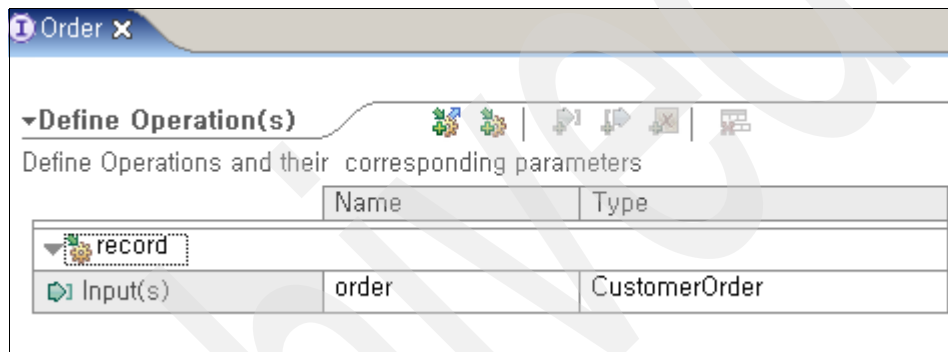 Order
Define Operation(s)
Define Operations and their corresponding parameters
Name Type
record
Input(s) order CustomerOrder